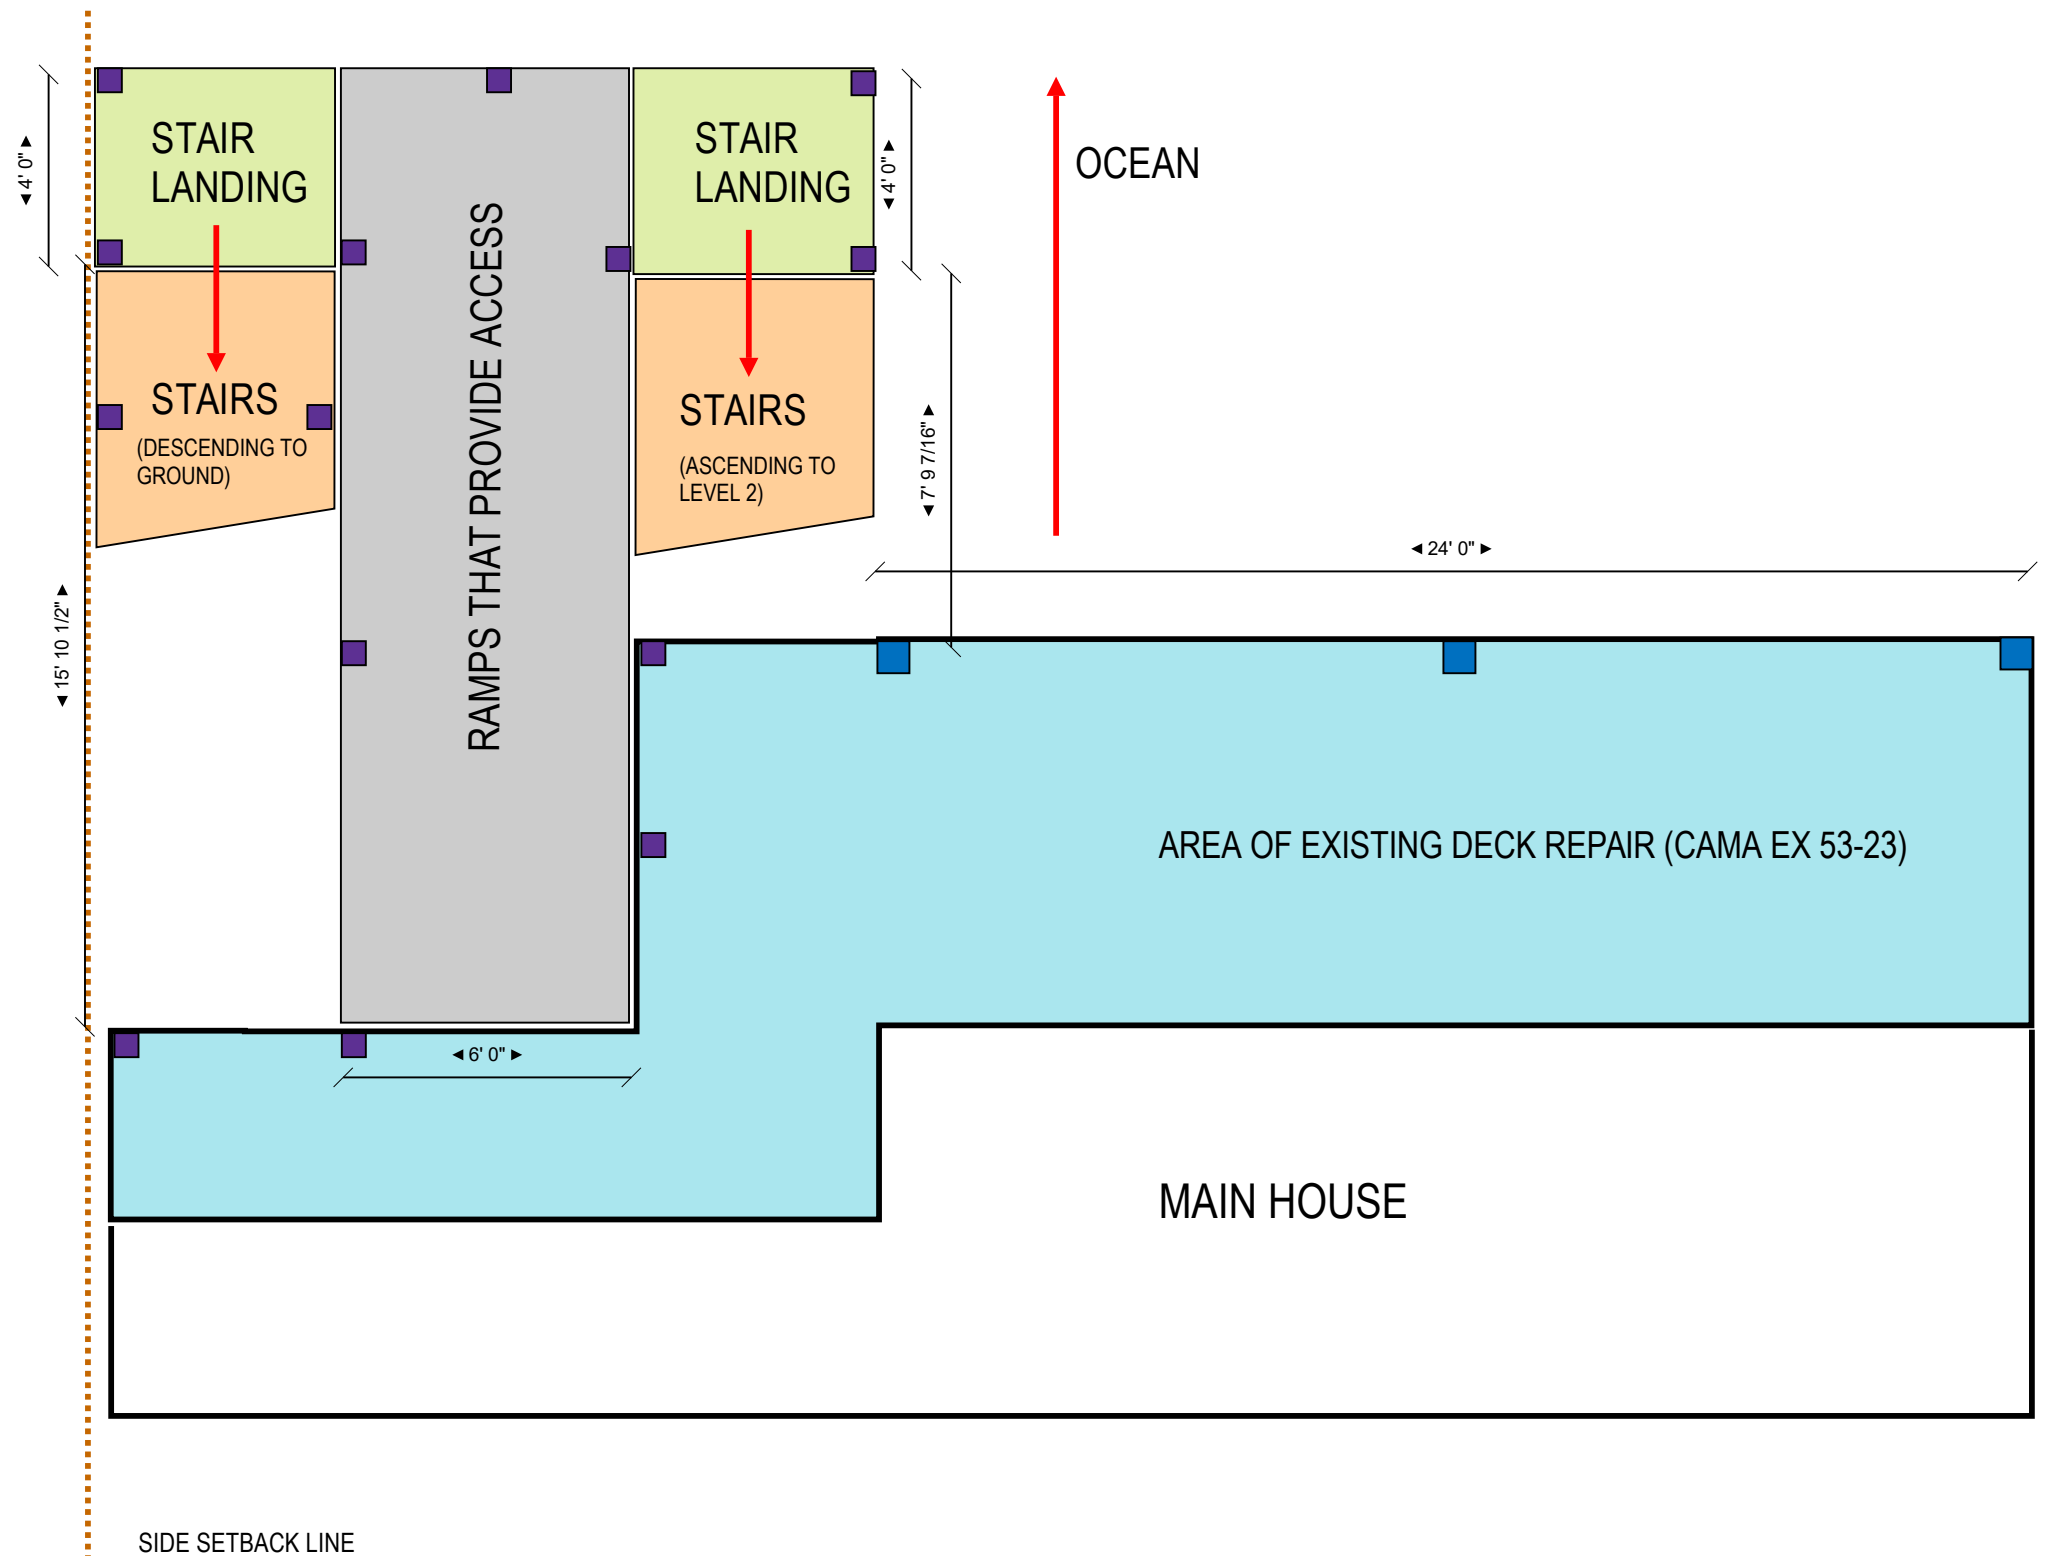 STAIR
LANDING
STAIR
LANDING
OCEAN
◄4' 0"►
◄4' 0"►
RAMPS THAT PROVIDE ACCESS
STAIRS
(DESCENDING TO
GROUND)
STAIRS
(ASCENDING TO
LEVEL 2)
◄7' 9 7/16"►
◄ 24' 0" ►
◄15' 10 1/2"►
AREA OF EXISTING DECK REPAIR (CAMA EX 53-23)
◄ 6' 0" ►
MAIN HOUSE
SIDE SETBACK LINE